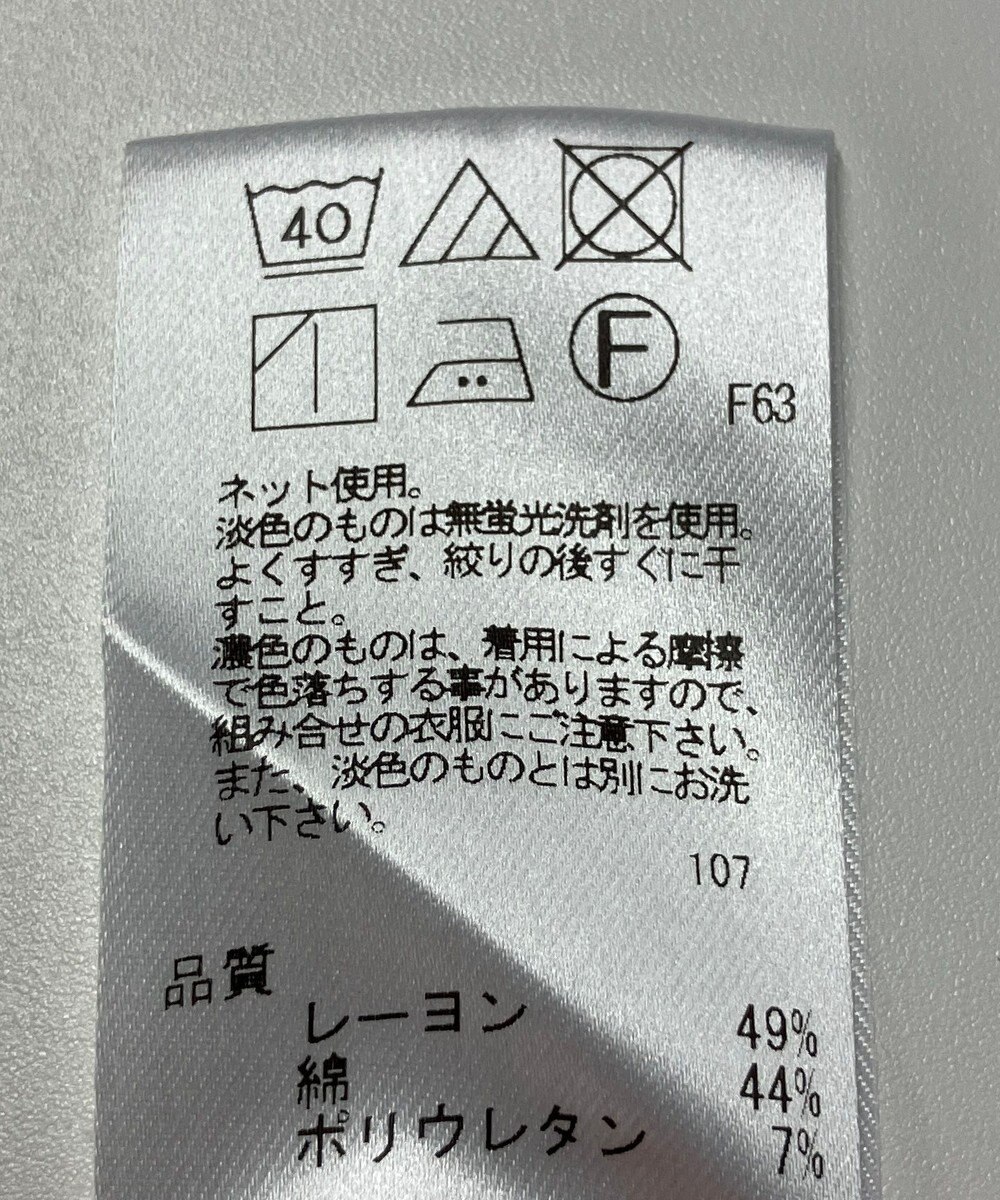 40
F
F63
ネット使用。
淡色のものは無蛍光洗剤を使用。
よくすすぎ、絞りの後すぐに干
すこと。
濃色のものは、着用による摩擦
で色落ちする事がありますので、
組み合せの衣服にご注意下さい。
また、淡色のものとは別にお洗
い下さい。
107
品質
レーヨン 49%
綿 44%
ポリウレタン 7%